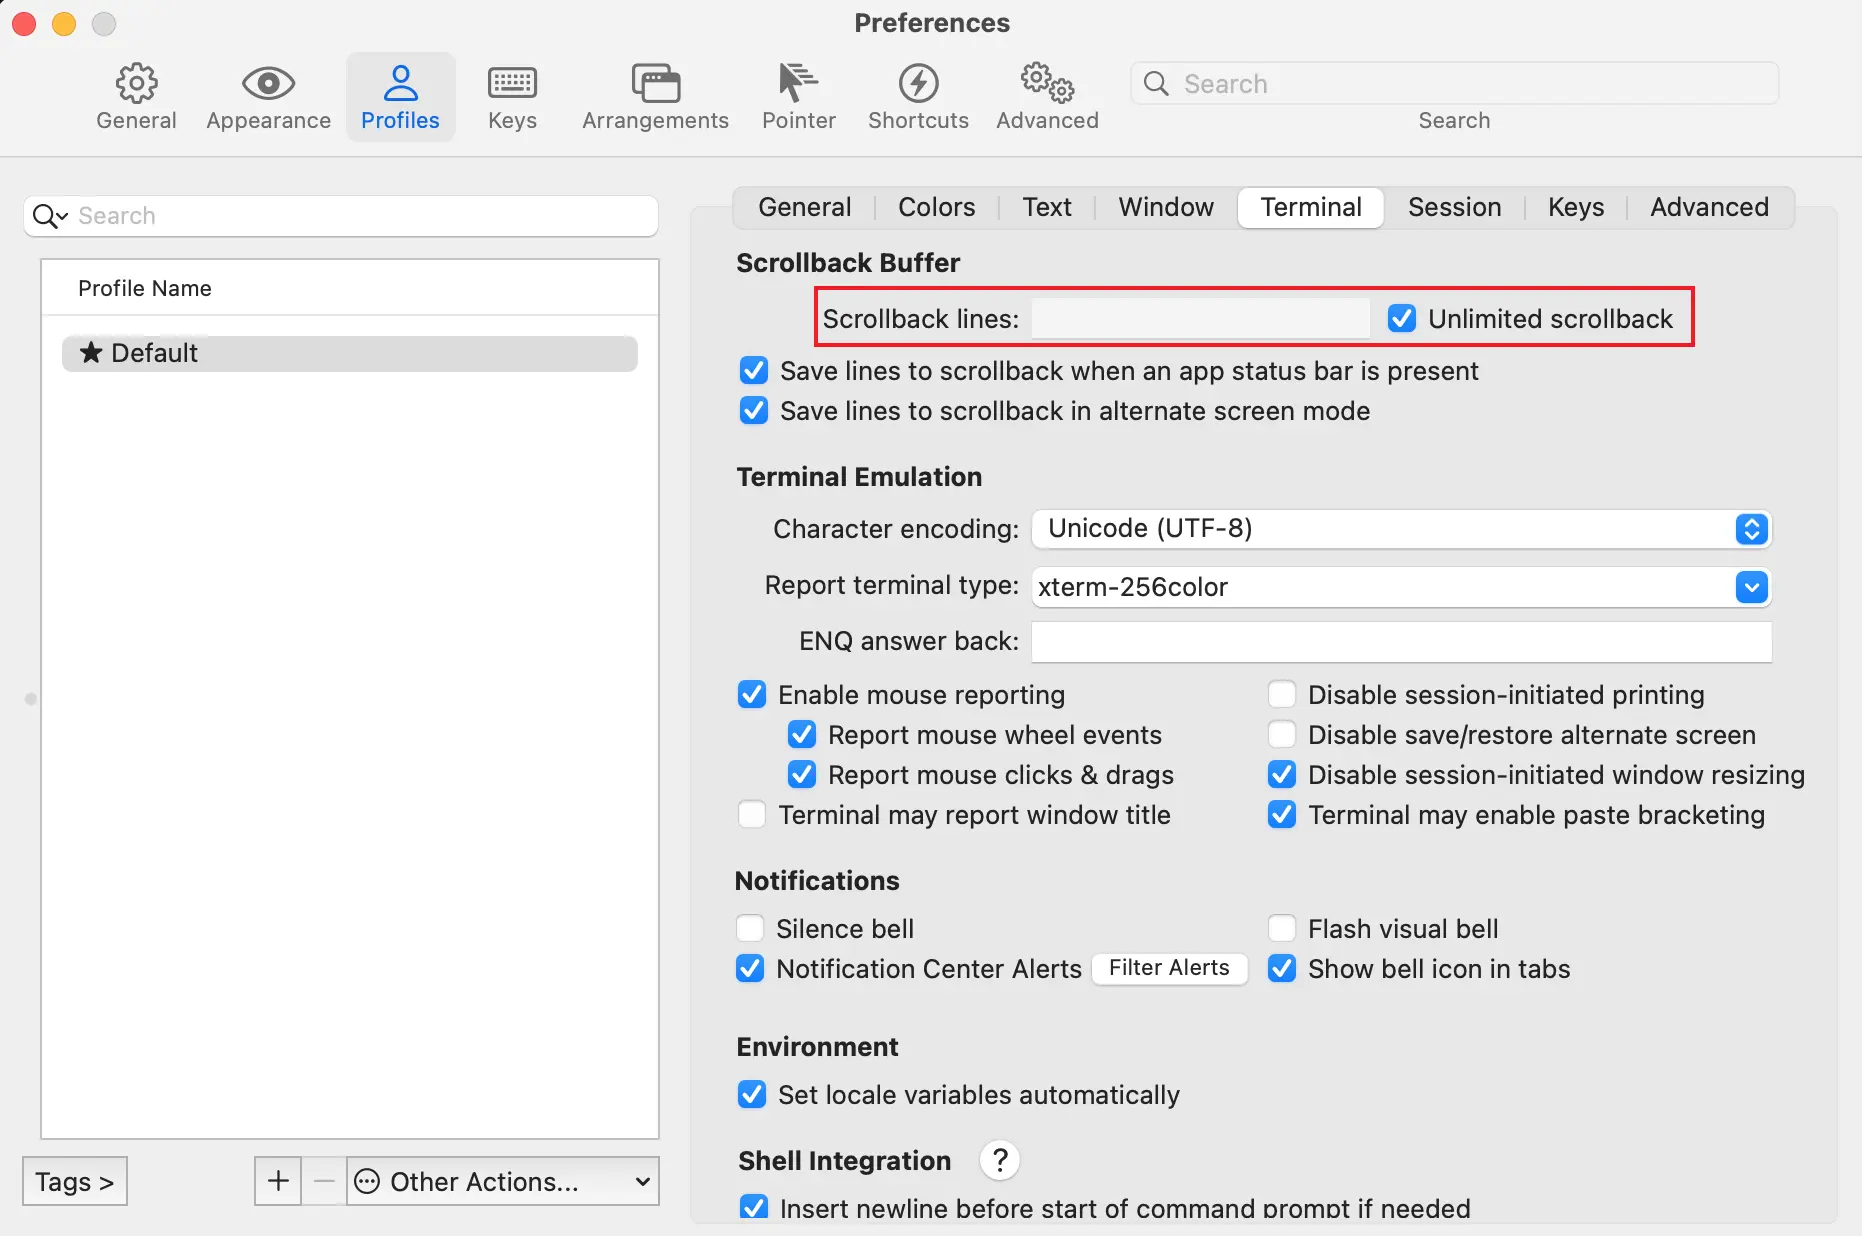 Preferences
General
Appearance
Profiles
Keys
Arrangements
Pointer
Shortcuts
Advanced
Search
Search
Search
Profile Name
★ Default
Tags >
+
−
Other Actions...
General
Colors
Text
Window
Terminal
Session
Keys
Advanced
Scrollback Buffer
Scrollback lines:
Unlimited scrollback
Save lines to scrollback when an app status bar is present
Save lines to scrollback in alternate screen mode
Terminal Emulation
Character encoding: Unicode (UTF-8)
Report terminal type: xterm-256color
ENQ answer back:
Enable mouse reporting
Report mouse wheel events
Report mouse clicks & drags
Terminal may report window title
Disable session-initiated printing
Disable save/restore alternate screen
Disable session-initiated window resizing
Terminal may enable paste bracketing
Notifications
Silence bell
Flash visual bell
Notification Center Alerts
Filter Alerts
Show bell icon in tabs
Environment
Set locale variables automatically
Shell Integration ?
Insert newline before start of command prompt if needed